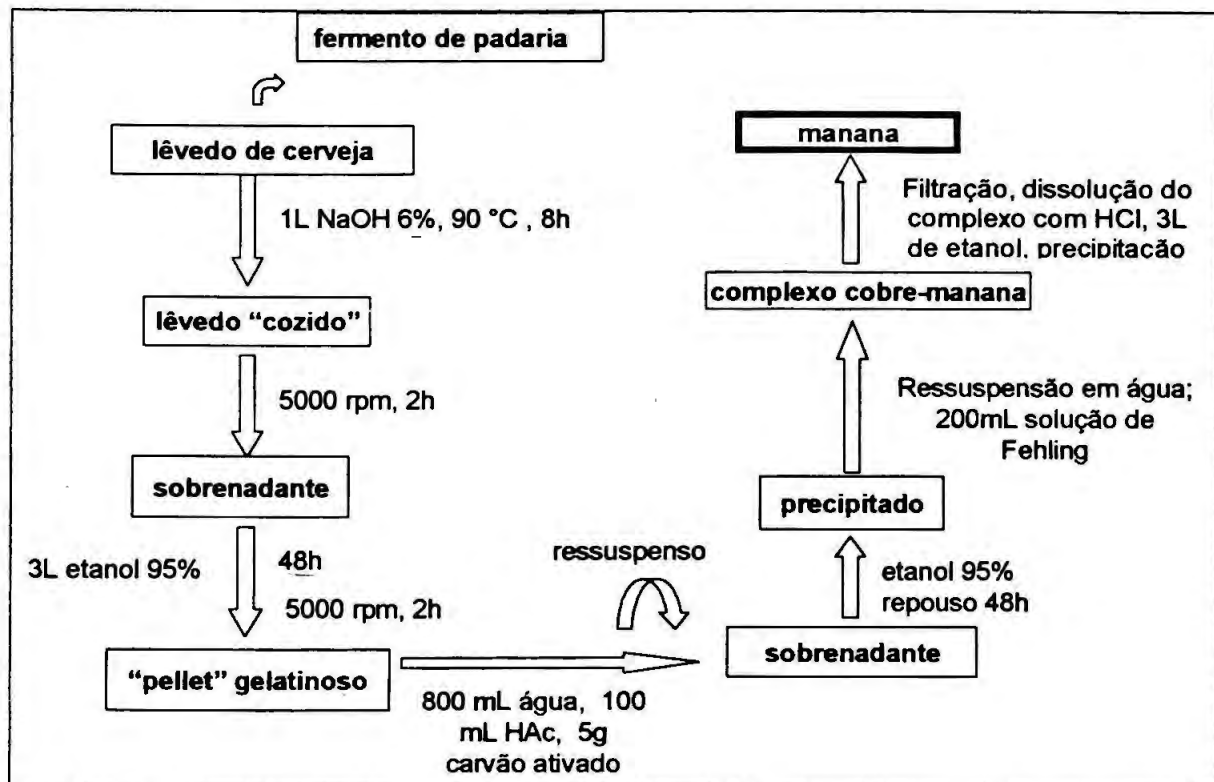 fermento de padaria
lêvedo de cerveja
1L NaOH 6%, 90 °C , 8h
lêvedo “cozido”
5000 rpm, 2h
sobrenadante
3L etanol 95%
48h
5000 rpm, 2h
“pellet” gelatinoso
800 mL água, 100
mL HAc, 5g
carvão ativado
ressuspenso
sobrenadante
etanol 95%
repouso 48h
precipitado
Ressuspensão em água;
200mL solução de
Fehling
complexo cobre-manana
Filtração, dissolução do
complexo com HCl, 3L
de etanol, precipitação
manana